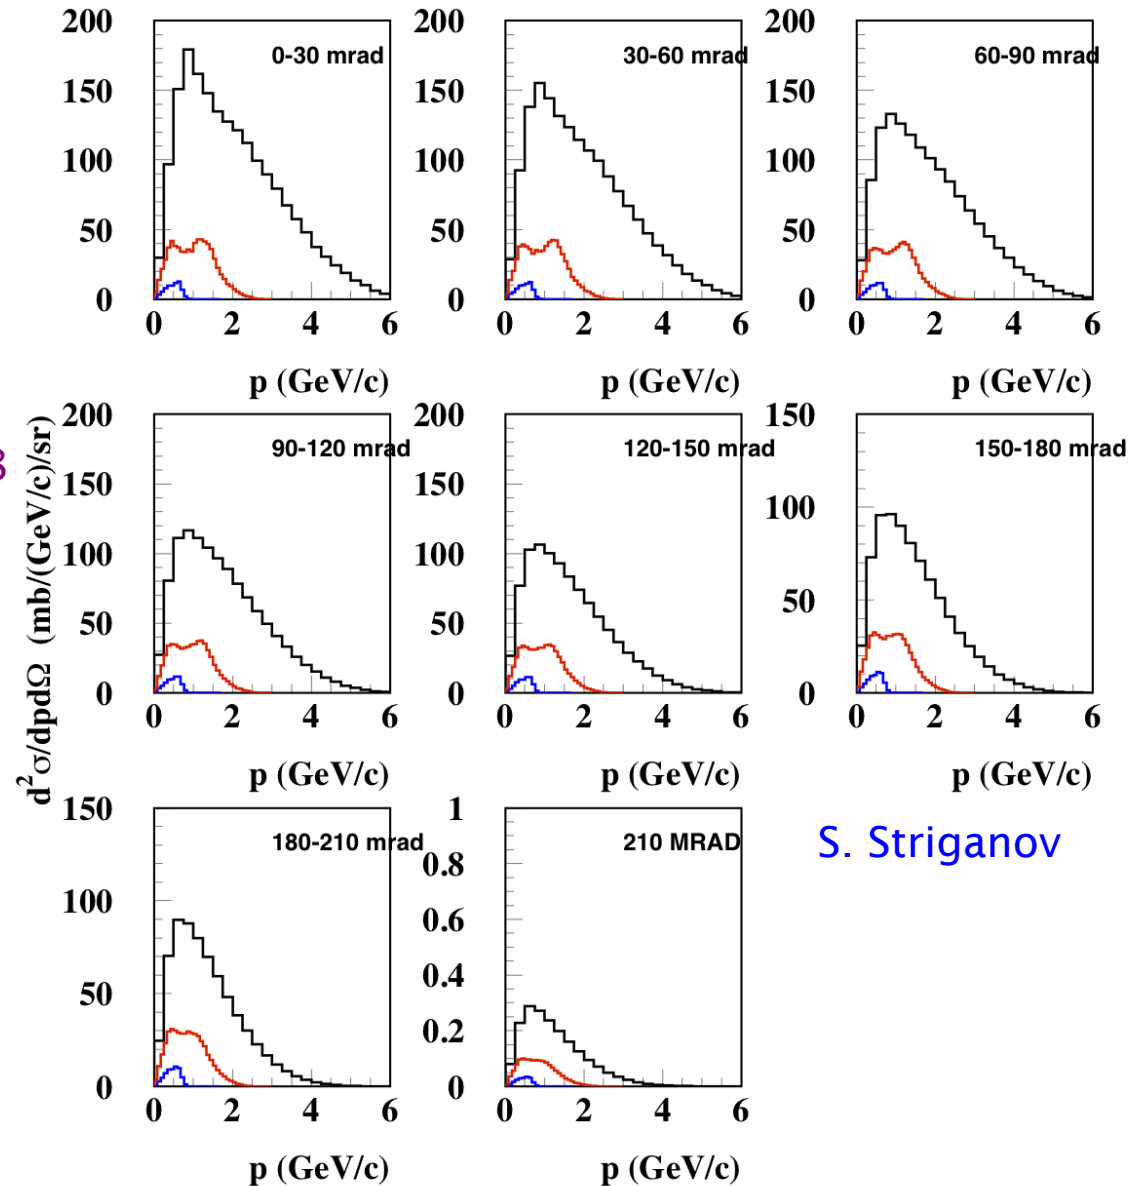 200
150
100
50
0
0-30 mrad
0 2 4 6
p (GeV/c)
200
150
100
50
0
30-60 mrad
0 2 4 6
p (GeV/c)
200
150
100
50
0
60-90 mrad
0 2 4 6
p (GeV/c)
d²σ/dpdΩ (mb/(GeV/c)/sr)
200
150
100
50
0
90-120 mrad
0 2 4 6
p (GeV/c)
200
150
100
50
0
120-150 mrad
0 2 4 6
p (GeV/c)
150
100
50
0
150-180 mrad
0 2 4 6
p (GeV/c)
150
100
50
0
180-210 mrad
0 2 4 6
p (GeV/c)
1
0.8
0.6
0.4
0.2
0
210 MRAD
0 2 4 6
p (GeV/c)
S. Striganov